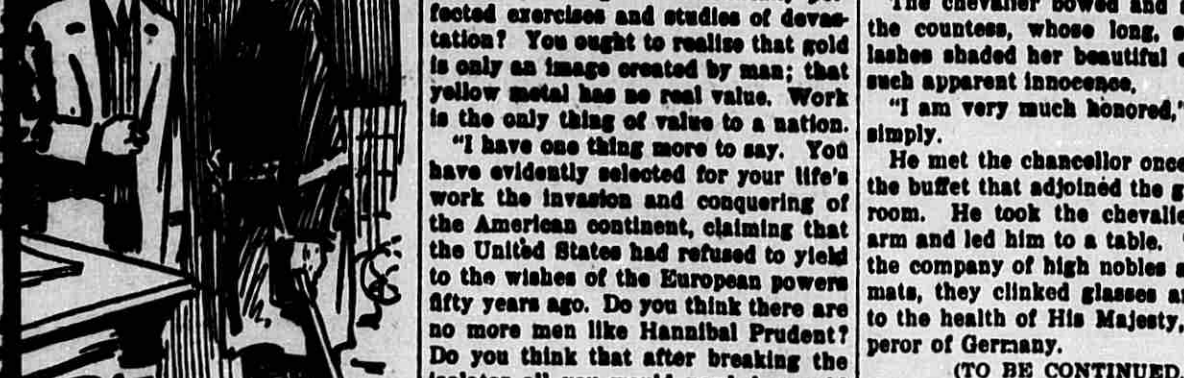 fected exercises and studies of devas-
tation? You ought to realize that gold
is only an image created by man; that
yellow metal has no real value. Work
is the only thing of value to a nation.
"I have one thing more to say. You
have evidently selected for your life's
work the invasion and conquering of
the American continent, claiming that
the United States had refused to yield
to the wishes of the European powers
fifty years ago. Do you think there are
no more men like Hannibal Prudent?
Do you think that after breaking the
The chevalier bowed and
the countess, whose long,
lashes shaded her beautiful
such apparent innocence,
"I am very much honored,"
simply.
He met the chancellor once
the buffet that adjoined the
room. He took the
arm and led him to a table.
the company of high nobles
they clinked glasses
to the health of His Majesty,
peror of Germany.
(TO BE CONTINUED.